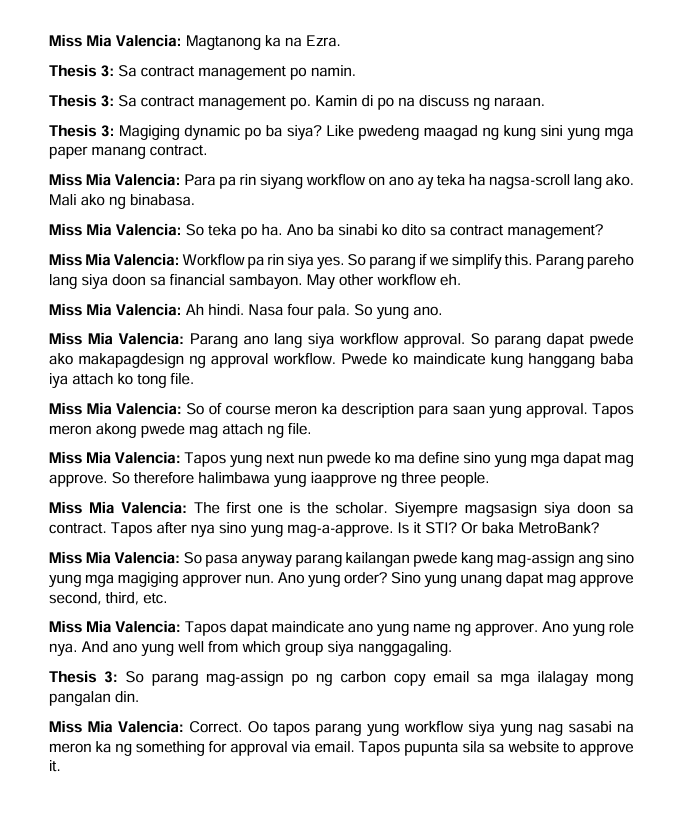 Miss Mia Valencia: Magtanong ka na Ezra.
Thesis 3: Sa contract management po namin.
Thesis 3: Sa contract management po. Kamin di po na discuss ng naraan.
Thesis 3: Magiging dynamic po ba siya? Like pwedeng maagad ng kung sini yung mga
paper manang contract.
Miss Mia Valencia: Para pa rin siyang workflow on ano ay teka ha nagsa-scroll lang ako.
Mali ako ng binabasa.
Miss Mia Valencia: So teka po ha. Ano ba sinabi ko dito sa contract management?
Miss Mia Valencia: Workflow pa rin siya yes. So parang if we simplify this. Parang pareho
lang siya doon sa financial sambayon. May other workflow eh.
Miss Mia Valencia: Ah hindi. Nasa four pala. So yung ano.
Miss Mia Valencia: Parang ano lang siya workflow approval. So parang dapat pwede
ako makapagdesign ng approval workflow. Pwede ko maindicate kung hanggang baba
iya attach ko tong file.
Miss Mia Valencia: So of course meron ka description para saan yung approval. Tapos
meron akong pwede mag attach ng file.
Miss Mia Valencia: Tapos yung next nun pwede ko ma define sino yung mga dapat mag
approve. So therefore halimbawa yung iaapprove ng three people.
Miss Mia Valencia: The first one is the scholar. Siyempre magsasign siya doon sa
contract. Tapos after nya sino yung mag-a-approve. Is it STI? Or baka MetroBank?
Miss Mia Valencia: So pasa anyway parang kailangan pwede kang mag-assign ang sino
yung mga magiging approver nun. Ano yung order? Sino yung unang dapat mag approve
second, third, etc.
Miss Mia Valencia: Tapos dapat maindicate ano yung name ng approver. Ano yung role
nya. And ano yung well from which group siya nanggagaling.
Thesis 3: So parang mag-assign po ng carbon copy email sa mga ilalagay mong
pangalan din.
Miss Mia Valencia: Correct. Oo tapos parang yung workflow siya yung nag sasabi na
meron ka ng something for approval via email. Tapos pupunta sila sa website to approve
it.